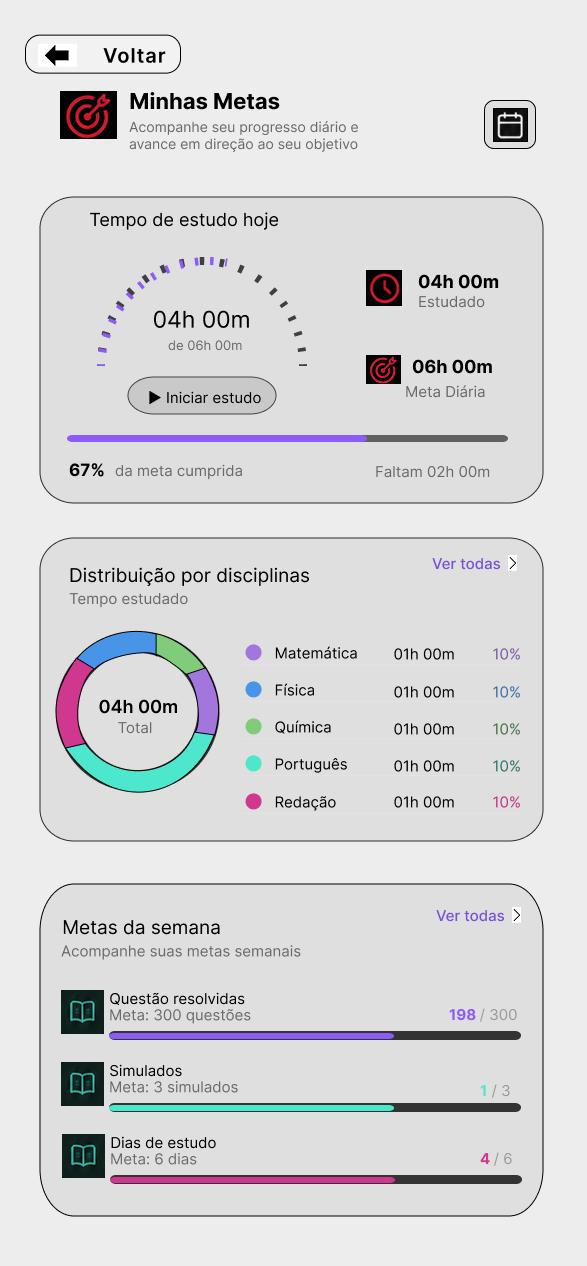 Voltar
Minhas Metas
Acompanhe seu progresso diário e
avance em direção ao seu objetivo
Tempo de estudo hoje
04h 00m
de 06h 00m
Iniciar estudo
04h 00m
Estudado
06h 00m
Meta Diária
67% da meta cumprida
Faltam 02h 00m
Distribuição por disciplinas
Ver todas
Tempo estudado
04h 00m
Total
Matemática 01h 00m 10%
Física 01h 00m 10%
Química 01h 00m 10%
Português 01h 00m 10%
Redação 01h 00m 10%
Metas da semana
Ver todas
Acompanhe suas metas semanais
Questão resolvidas
Meta: 300 questões
198 / 300
Simulados
Meta: 3 simulados
1 / 3
Dias de estudo
Meta: 6 dias
4 / 6